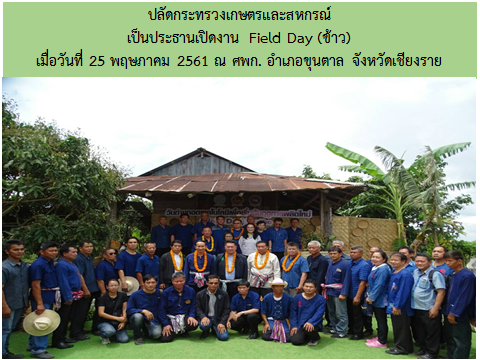 ปลัดกระทรวงเกษตรและสหกรณ์
เป็นประธานเปิดงาน Field Day (ข้าว)
เมื่อวันที่ 25 พฤษภาคม 2561 ณ ศพก. อำเภอขุนตาล จังหวัดเชียงราย